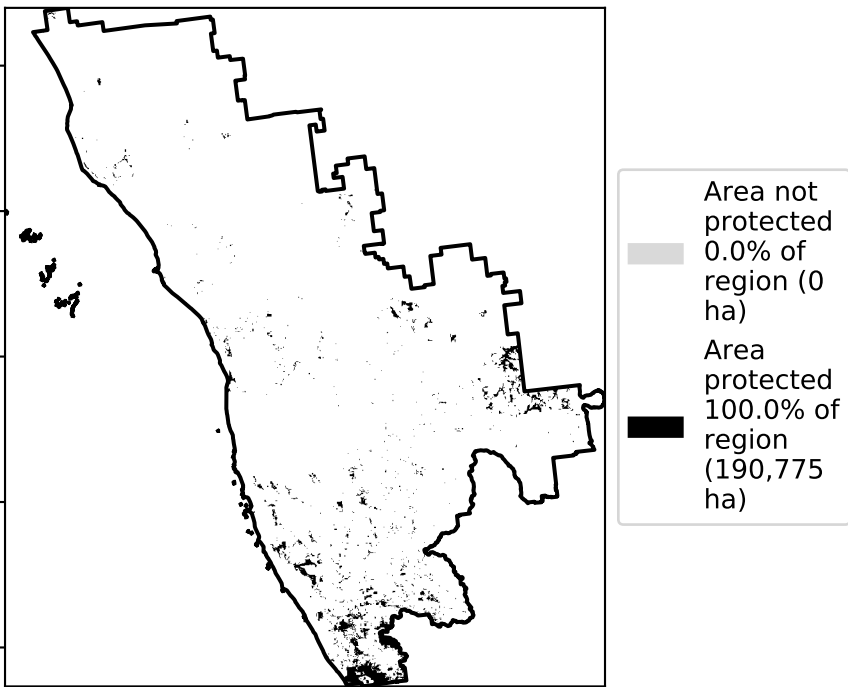 Area not
protected
0.0% of
region (0
ha)
Area
protected
100.0% of
region
(190,775
ha)